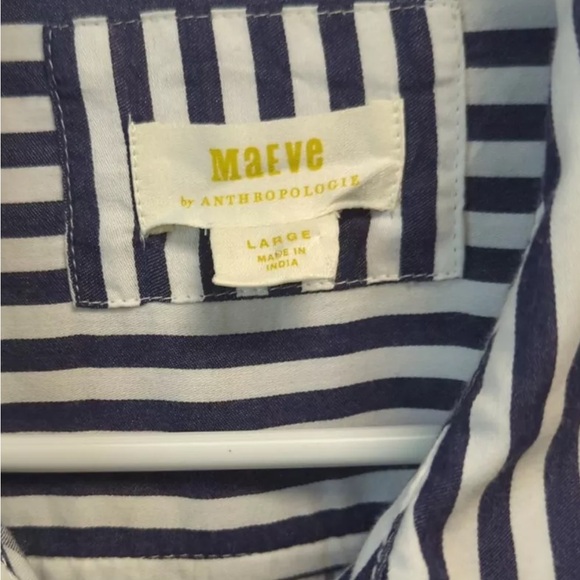 MaEVe
by ANTHROPOLOGIE
LARGE
MADE IN
INDIA